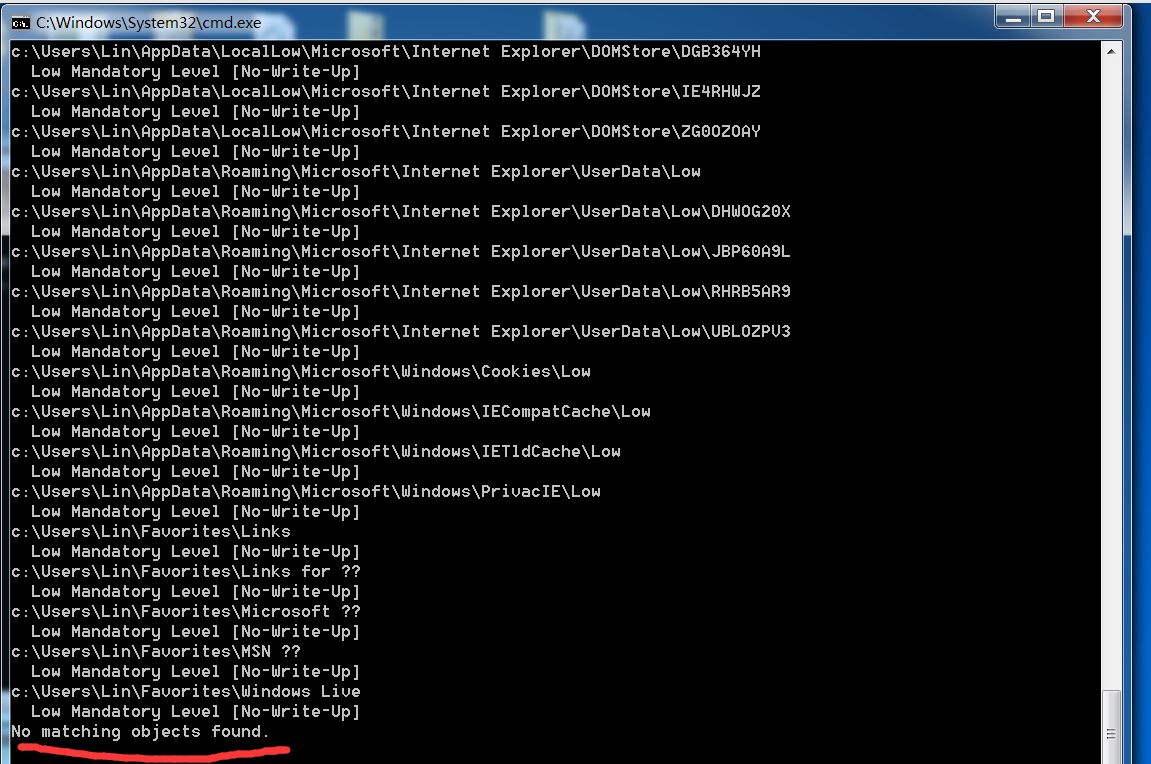 C:\Windows\System32\cmd.exe
c:\Users\Lin\AppData\LocalLow\Microsoft\Internet Explorer\DOMStore\DGB364YH
  Low Mandatory Level [No-Write-Up]
c:\Users\Lin\AppData\LocalLow\Microsoft\Internet Explorer\DOMStore\IE4RHWJZ
  Low Mandatory Level [No-Write-Up]
c:\Users\Lin\AppData\LocalLow\Microsoft\Internet Explorer\DOMStore\ZG0OZOAY
  Low Mandatory Level [No-Write-Up]
c:\Users\Lin\AppData\Roaming\Microsoft\Internet Explorer\UserData\Low
  Low Mandatory Level [No-Write-Up]
c:\Users\Lin\AppData\Roaming\Microsoft\Internet Explorer\UserData\Low\DHWOG20X
  Low Mandatory Level [No-Write-Up]
c:\Users\Lin\AppData\Roaming\Microsoft\Internet Explorer\UserData\Low\JBP60A9L
  Low Mandatory Level [No-Write-Up]
c:\Users\Lin\AppData\Roaming\Microsoft\Internet Explorer\UserData\Low\RHRB5AR9
  Low Mandatory Level [No-Write-Up]
c:\Users\Lin\AppData\Roaming\Microsoft\Internet Explorer\UserData\Low\UBLOZPV3
  Low Mandatory Level [No-Write-Up]
c:\Users\Lin\AppData\Roaming\Microsoft\Windows\Cookies\Low
  Low Mandatory Level [No-Write-Up]
c:\Users\Lin\AppData\Roaming\Microsoft\Windows\IECompatCache\Low
  Low Mandatory Level [No-Write-Up]
c:\Users\Lin\AppData\Roaming\Microsoft\Windows\IETldCache\Low
  Low Mandatory Level [No-Write-Up]
c:\Users\Lin\AppData\Roaming\Microsoft\Windows\PrivacIE\Low
  Low Mandatory Level [No-Write-Up]
c:\Users\Lin\Favorites\Links
  Low Mandatory Level [No-Write-Up]
c:\Users\Lin\Favorites\Links for ??
  Low Mandatory Level [No-Write-Up]
c:\Users\Lin\Favorites\Microsoft ??
  Low Mandatory Level [No-Write-Up]
c:\Users\Lin\Favorites\MSN ??
  Low Mandatory Level [No-Write-Up]
c:\Users\Lin\Favorites\Windows Live
  Low Mandatory Level [No-Write-Up]
No matching objects found.